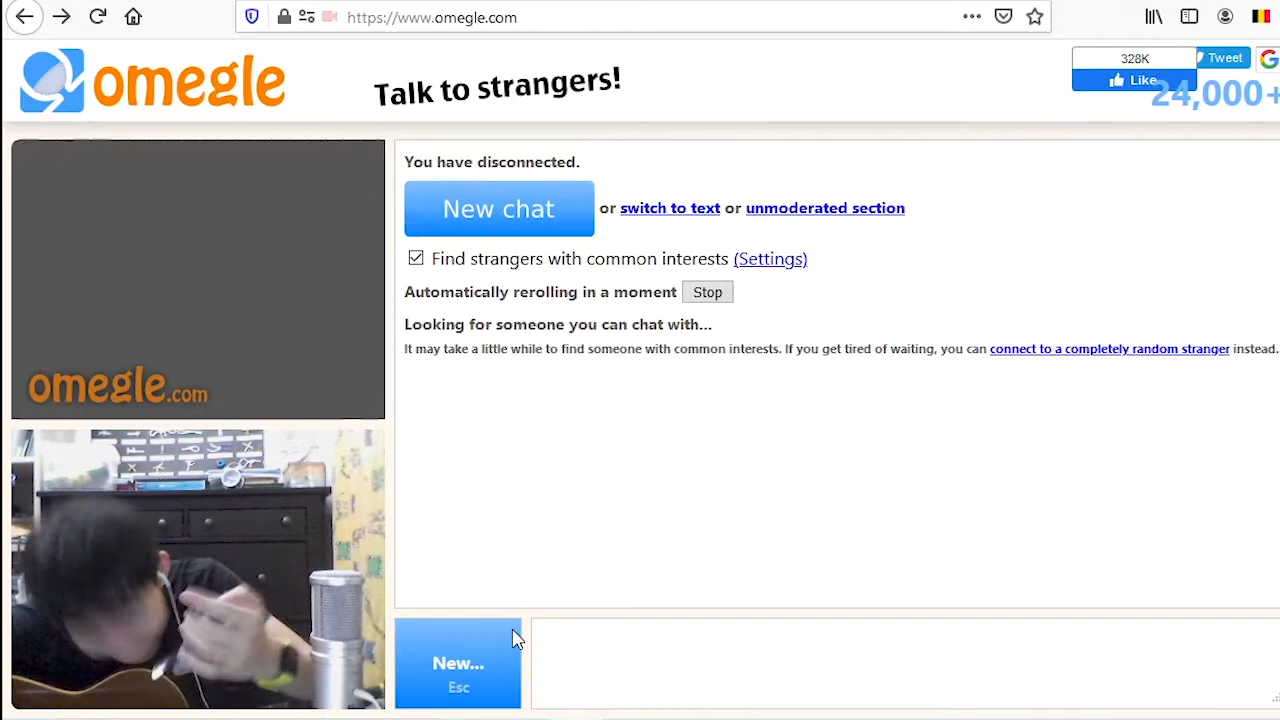 https://www.omegle.com
omegle
Talk to strangers!
328K
Like
Tweet
24,000+
You have disconnected.
New chat or switch to text or unmoderated section
Find strangers with common interests (Settings)
Automatically rerolling in a moment Stop
Looking for someone you can chat with...
It may take a little while to find someone with common interests. If you get tired of waiting, you can connect to a completely random stranger instead.
omegle.com
New...
Esc